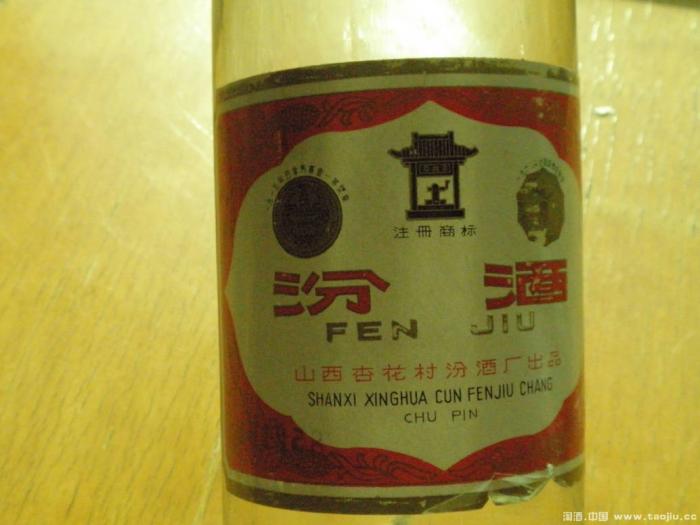 注册商标
汾酒
FEN JIU
山西杏花村汾酒厂出品
SHANXI XINGHUA CUN FENJIU CHANG
CHU PIN
淘酒.中国 www.taojiu.cc